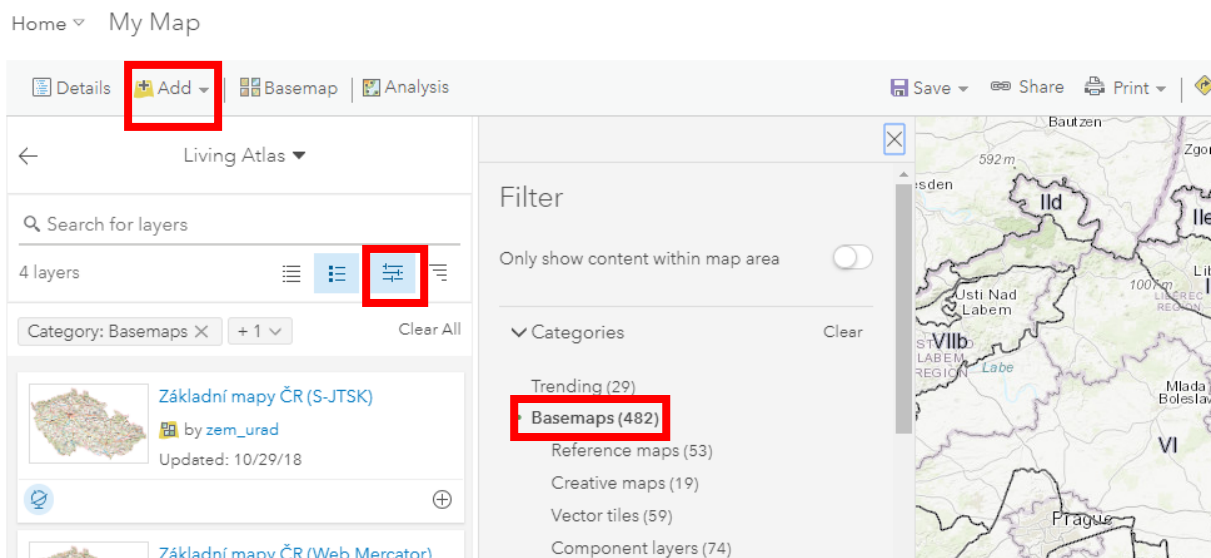 Home My Map
Details Add Basemap Analysis Save Share Print
Living Atlas
Search for layers
4 layers
Category: Basemaps + 1 Clear All
Základní mapy ČR (S-JTSK)
by zem_urad
Updated: 10/29/18
Základní mapy ČR (Web Mercator)
Filter
Only show content within map area
Categories Clear
Trending (29)
Basemaps (482)
Reference maps (53)
Creative maps (19)
Vector tiles (59)
Component layers (74)
Bautzen
592 m
IId
Usti Nad
Labem
VIIb
LABEM
REGION
Labe
Mlada
Boleslav
VI
Prague